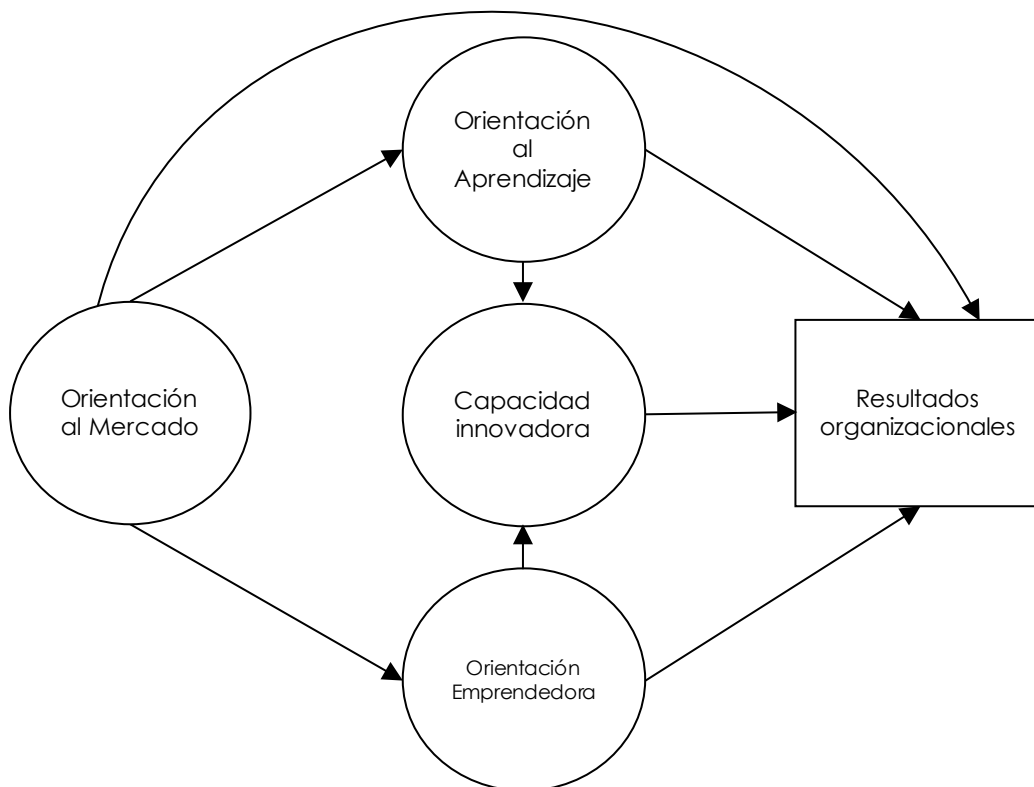 Orientación
al
Aprendizaje
Orientación
al Mercado
Capacidad
innovadora
Resultados
organizacionales
Orientación
Emprendedora